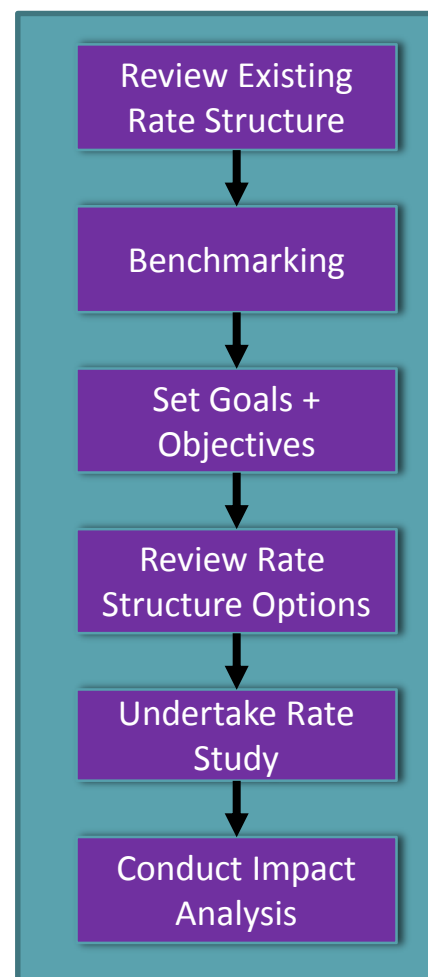 Review Existing
Rate Structure
Benchmarking
Set Goals +
Objectives
Review Rate
Structure Options
Undertake Rate
Study
Conduct Impact
Analysis